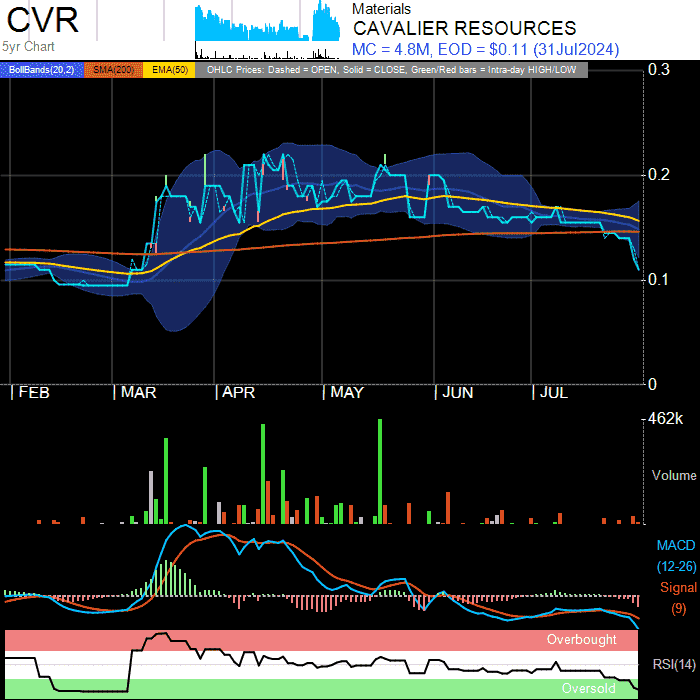 CVR
5yr Chart
Materials
CAVALIER RESOURCES
MC = 4.8M, EOD = $0.11 (31Jul2024)
BollBands(20,2) SMA(200) EMA(50) OHLC Prices: Dashed = OPEN, Solid = CLOSE, Green/Red bars = Intra-day HIGH/LOW
0.3
0.2
0.1
0
FEB MAR APR MAY JUN JUL
462k
Volume
MACD
(12-26)
Signal
(9)
Overbought
RSI(14)
Oversold